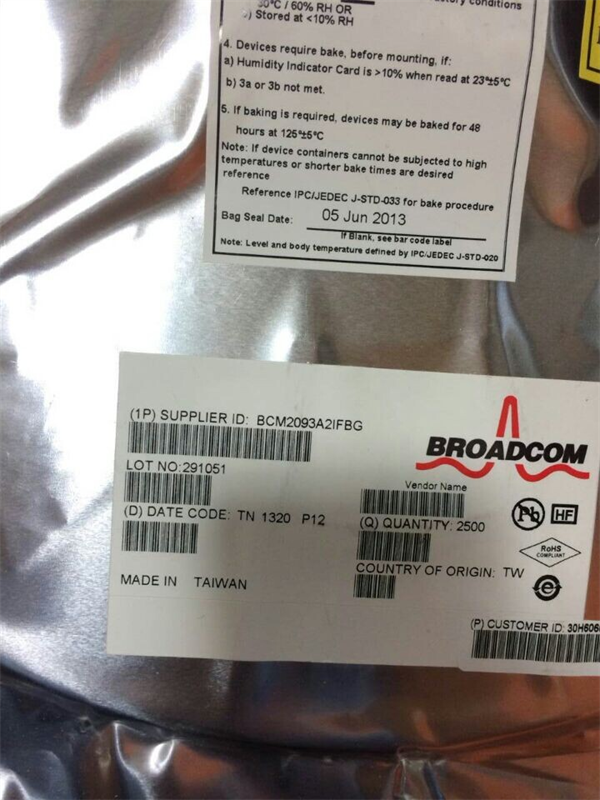 30°C / 60% RH OR
Stored at <10% RH
conditions
4. Devices require bake, before mounting, if:
a) Humidity Indicator Card is >10% when read at 23°±5°C
b) 3a or 3b not met.
5. If baking is required, devices may be baked for 48
hours at 125°±5°C
Note: If device containers cannot be subjected to high
temperatures or shorter bake times are desired
reference
Reference IPC/JEDEC J-STD-033 for bake procedure
Bag Seal Date: 05 Jun 2013
If Blank, see bar code label
Note: Level and body temperature defined by IPC/JEDEC J-STD-020
(1P) SUPPLIER ID: BCM2093A2IFBG
BROADCOM
LOT NO:291051
Vendor Name
(D) DATE CODE: TN 1320 P12
(Q) QUANTITY: 2500
Pb
HF
RoHS
COMPLIANT
e
COUNTRY OF ORIGIN: TW
MADE IN TAIWAN
(P) CUSTOMER ID: 30H606